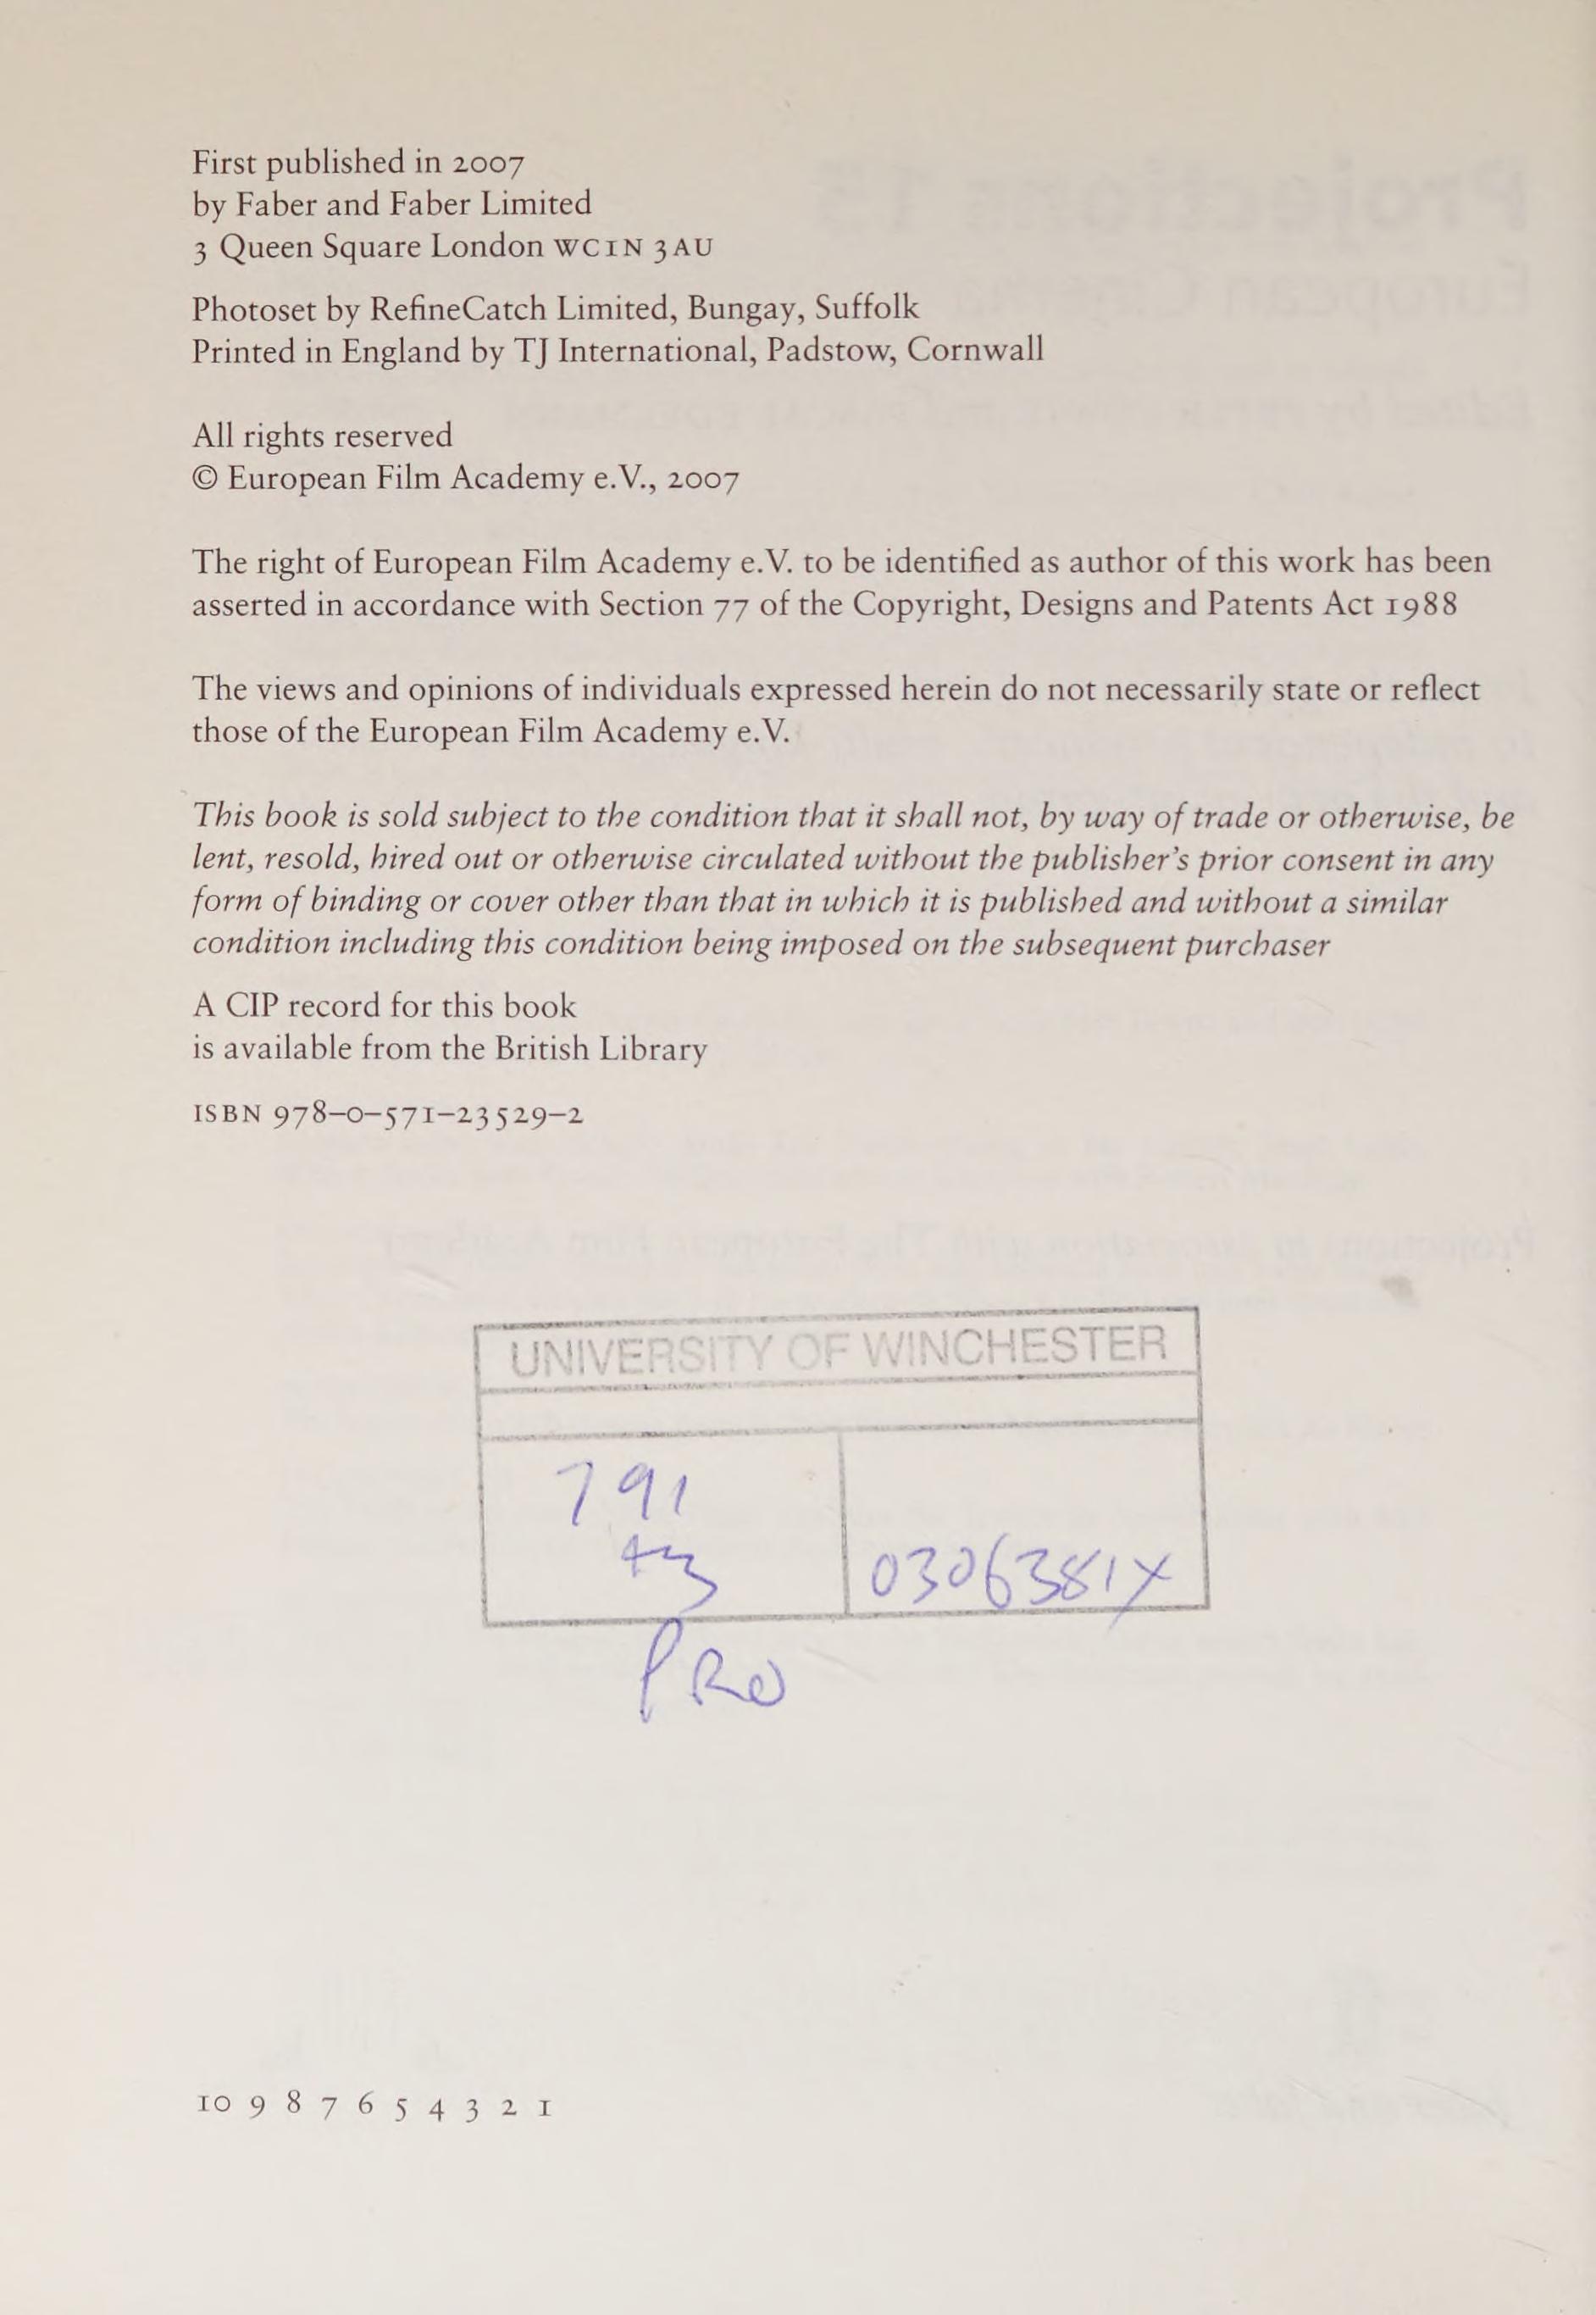 First published in 2007
by Faber and Faber Limited
3 Queen Square London WC1N 3AU
Photoset by RefineCatch Limited, Bungay, Suffolk
Printed in England by TJ International, Padstow, Cornwall
All rights reserved
© European Film Academy e.V., 2007
The right of European Film Academy e.V. to be identified as author of this work has been
asserted in accordance with Section 77 of the Copyright, Designs and Patents Act 1988
The views and opinions of individuals expressed herein do not necessarily state or reflect
those of the European Film Academy e.V.
This book is sold subject to the condition that it shall not, by way of trade or otherwise, be
lent, resold, hired out or otherwise circulated without the publisher's prior consent in any
form of binding or cover other than that in which it is published and without a similar
condition including this condition being imposed on the subsequent purchaser
A CIP record for this book
is available from the British Library
ISBN 978–0–571–23529–2
UNIVERSITY OF WINCHESTER
791
0306381X
PRO
10 9 8 7 6 5 4 3 2 1